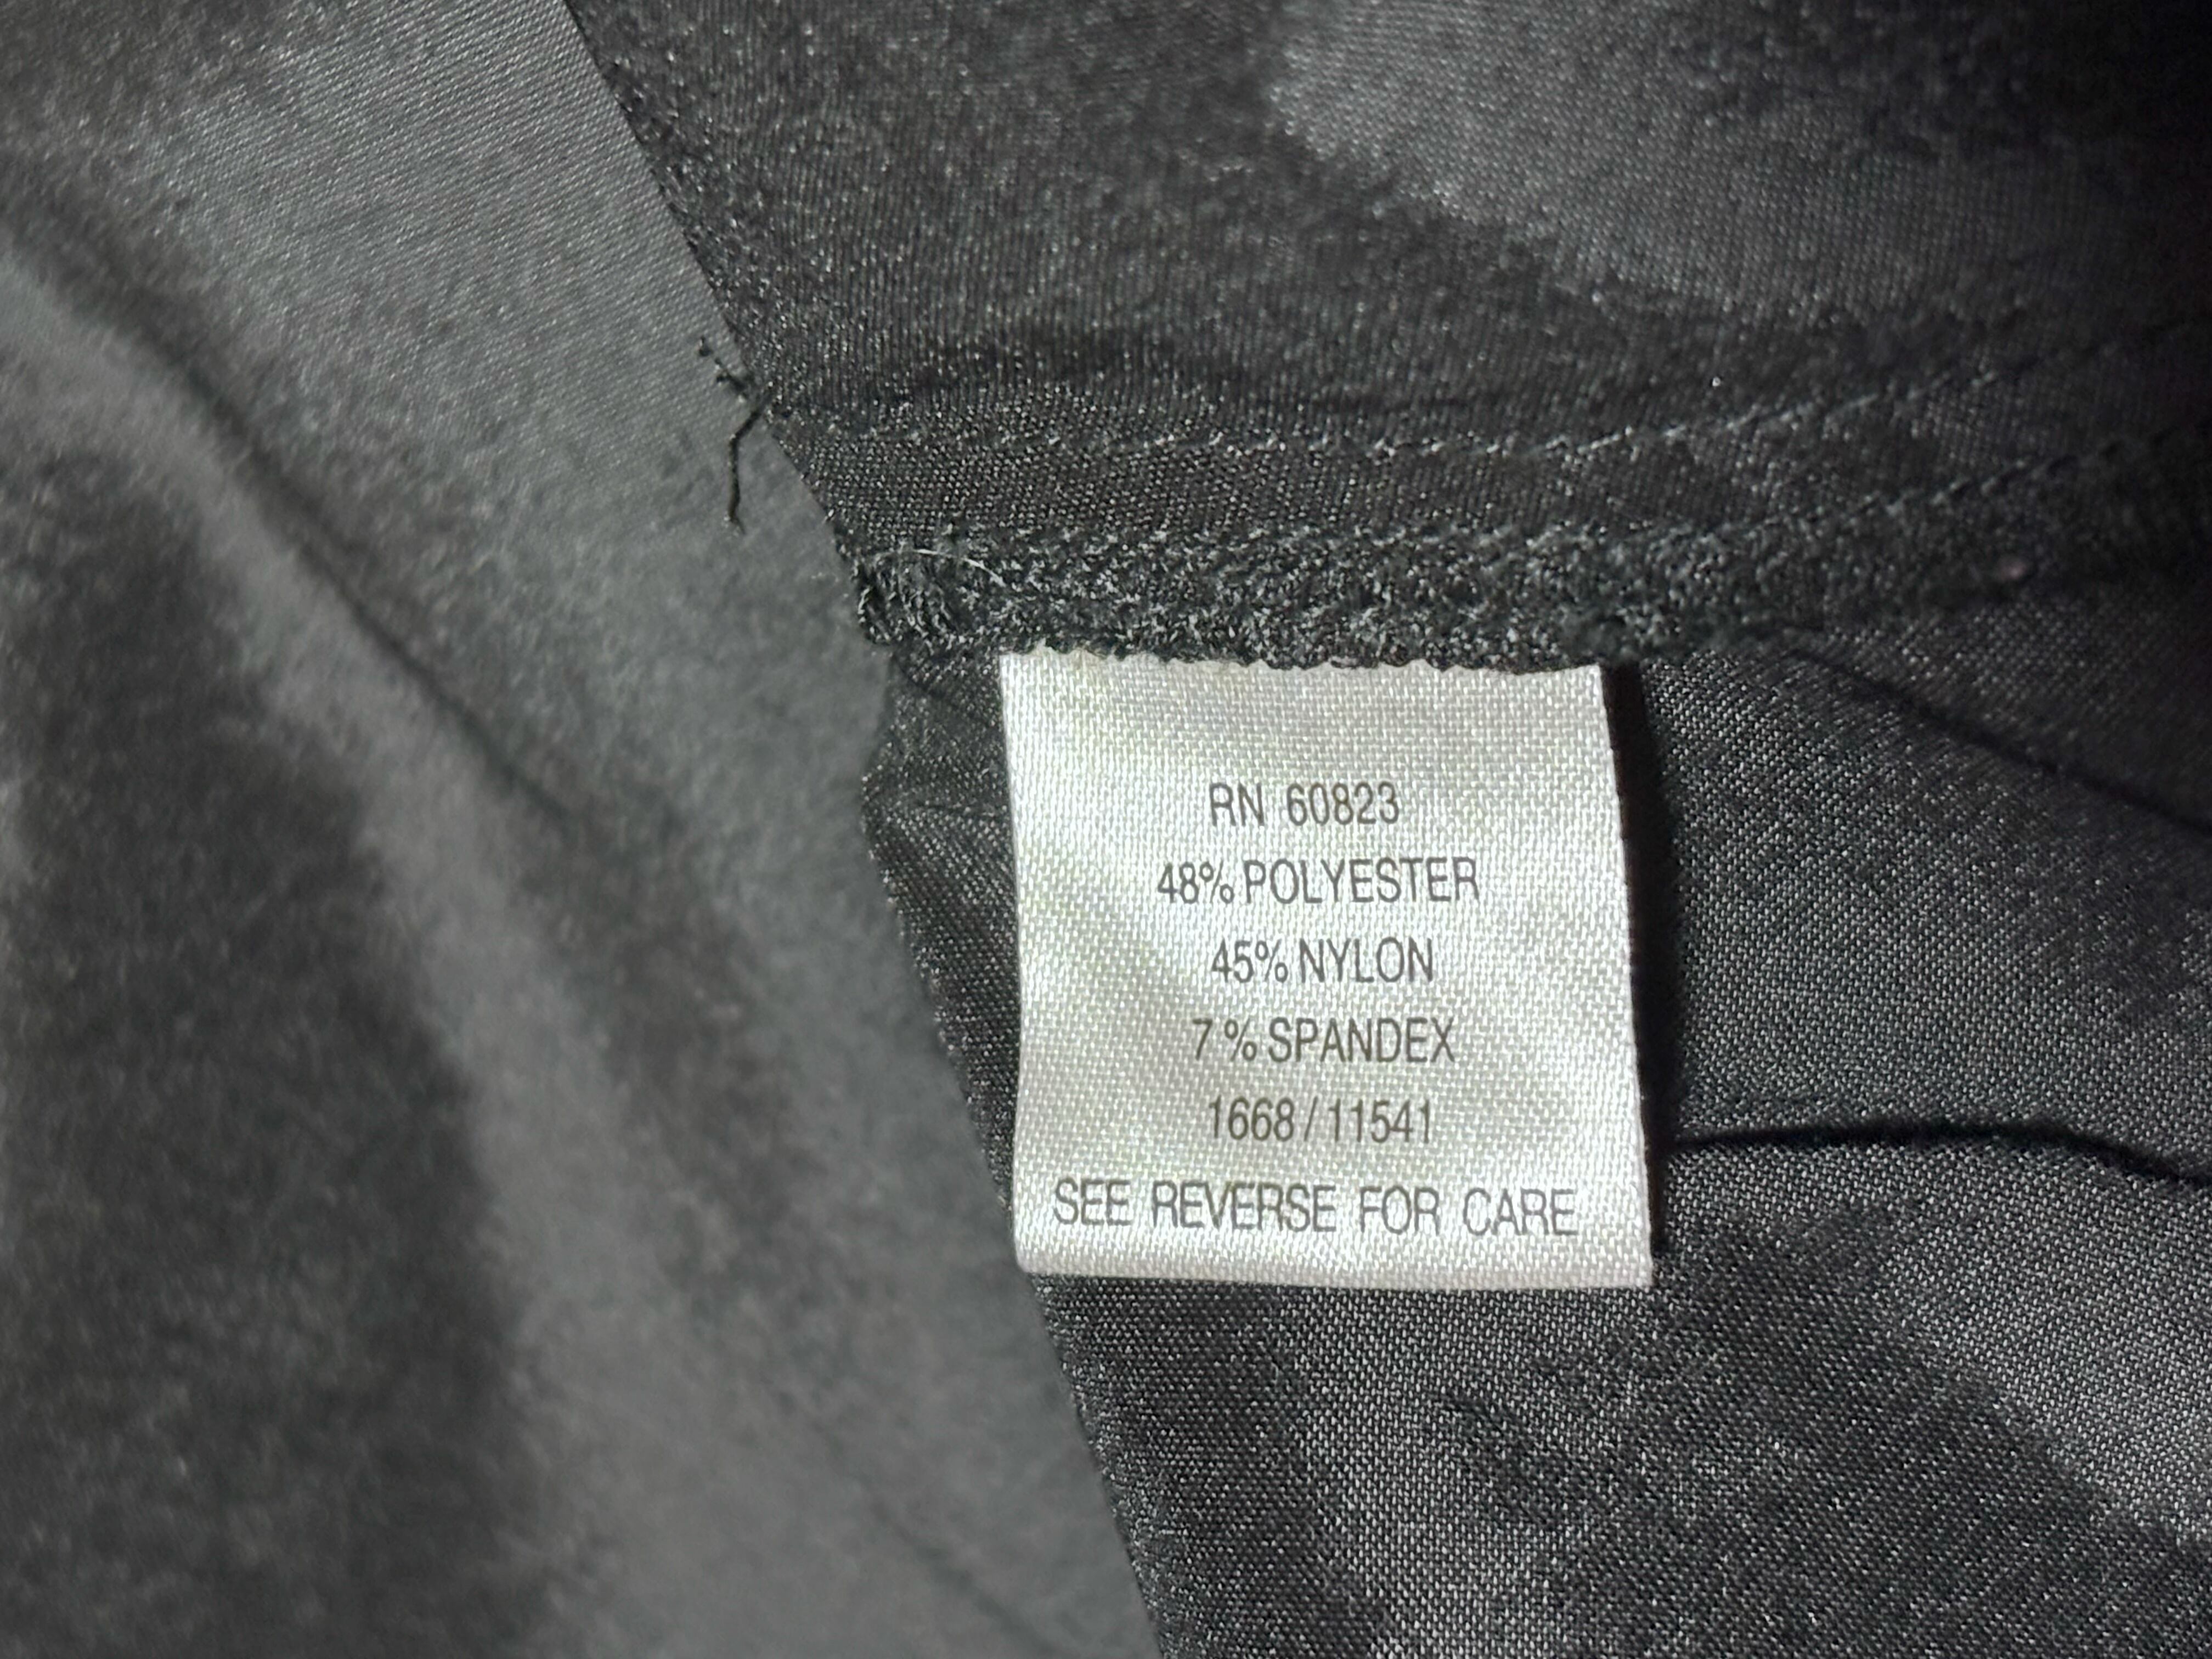 RN 60823
48% POLYESTER
45% NYLON
7% SPANDEX
1668/11541
SEE REVERSE FOR CARE